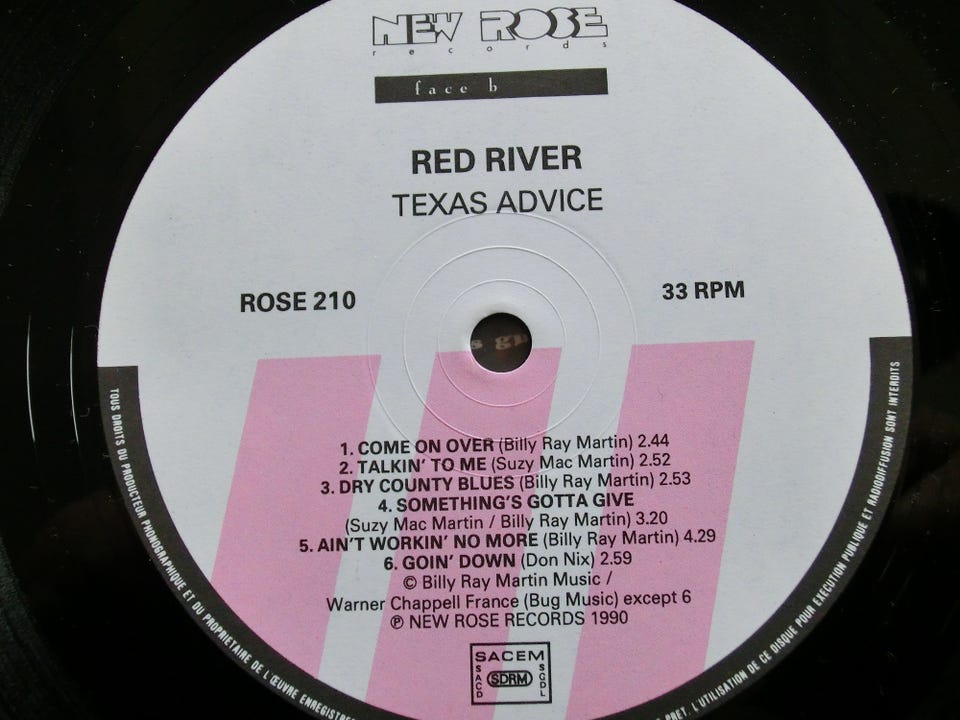 NEW ROSE
records
face b
RED RIVER
TEXAS ADVICE
ROSE 210
33 RPM
1. COME ON OVER (Billy Ray Martin) 2.44
2. TALKIN' TO ME (Suzy Mac Martin) 2.52
3. DRY COUNTY BLUES (Billy Ray Martin) 2.53
4. SOMETHING'S GOTTA GIVE
(Suzy Mac Martin / Billy Ray Martin) 3.20
5. AIN'T WORKIN' NO MORE (Billy Ray Martin) 4.29
6. GOIN' DOWN (Don Nix) 2.59
© Billy Ray Martin Music /
Warner Chappell France (Bug Music) except 6
℗ NEW ROSE RECORDS 1990
SACEM
SACD
SDRM
SGDL
TOUS DROITS DU PRODUCTEUR PHONOGRAPHIQUE ET DU PROPRIETAIRE DE L'ŒUVRE
PRET, L'UTILISATION DE CE DISQUE POUR EXECUTION PUBLIQUE ET RADIODIFFUSION SONT INTERDITS